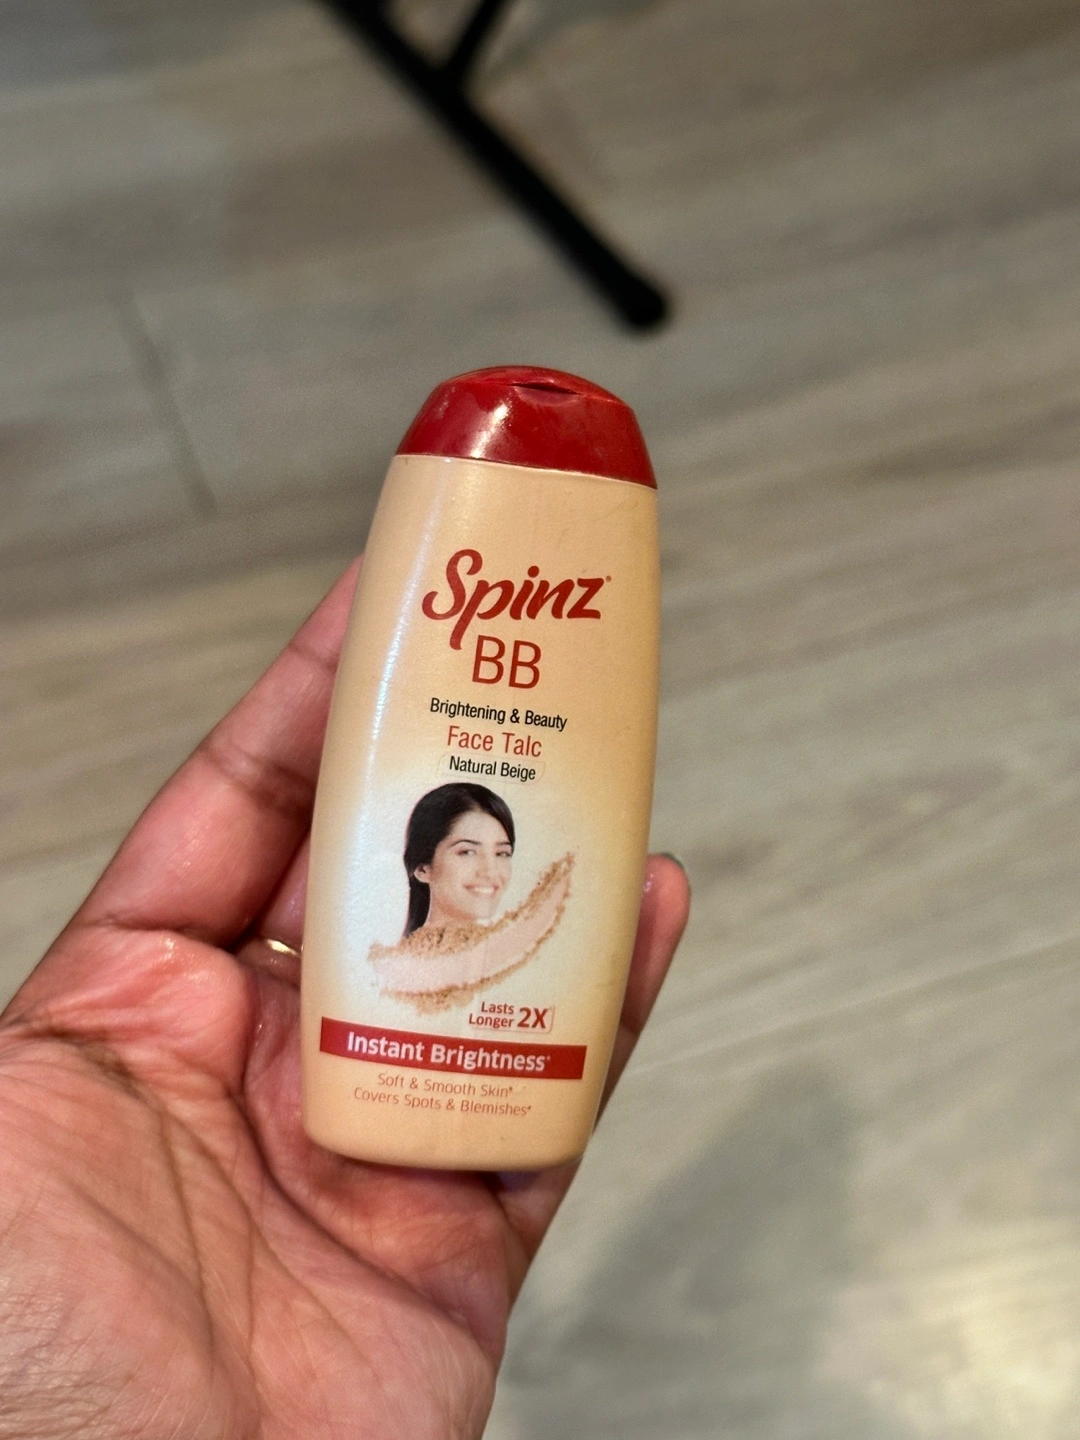 Spinz
BB
Brightening & Beauty
Face Talc
Natural Beige
Lasts
Longer 2X
Instant Brightness*
Soft & Smooth Skin*
Covers Spots & Blemishes*